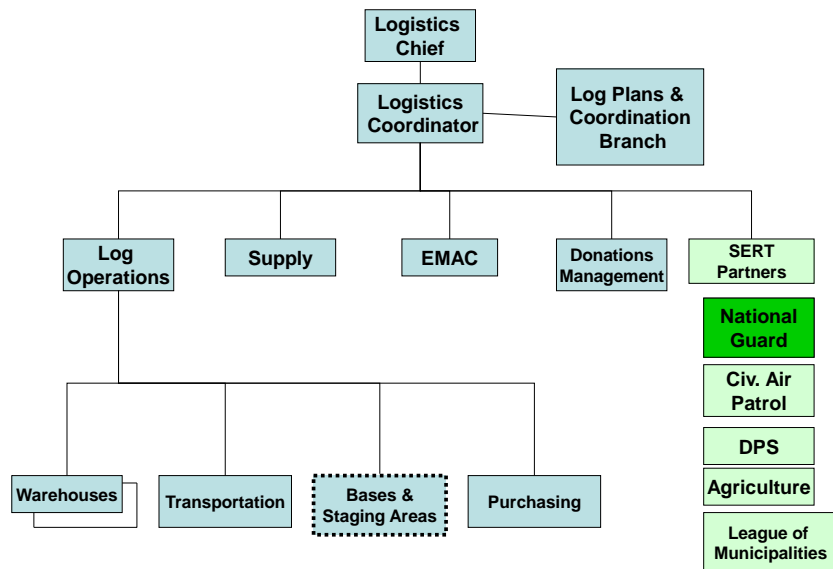 Logistics
Chief
Logistics
Coordinator
Log Plans &
Coordination
Branch
Log
Operations
Supply
EMAC
Donations
Management
SERT
Partners
National
Guard
Civ. Air
Patrol
DPS
Agriculture
League of
Municipalities
Warehouses
Transportation
Bases &
Staging Areas
Purchasing